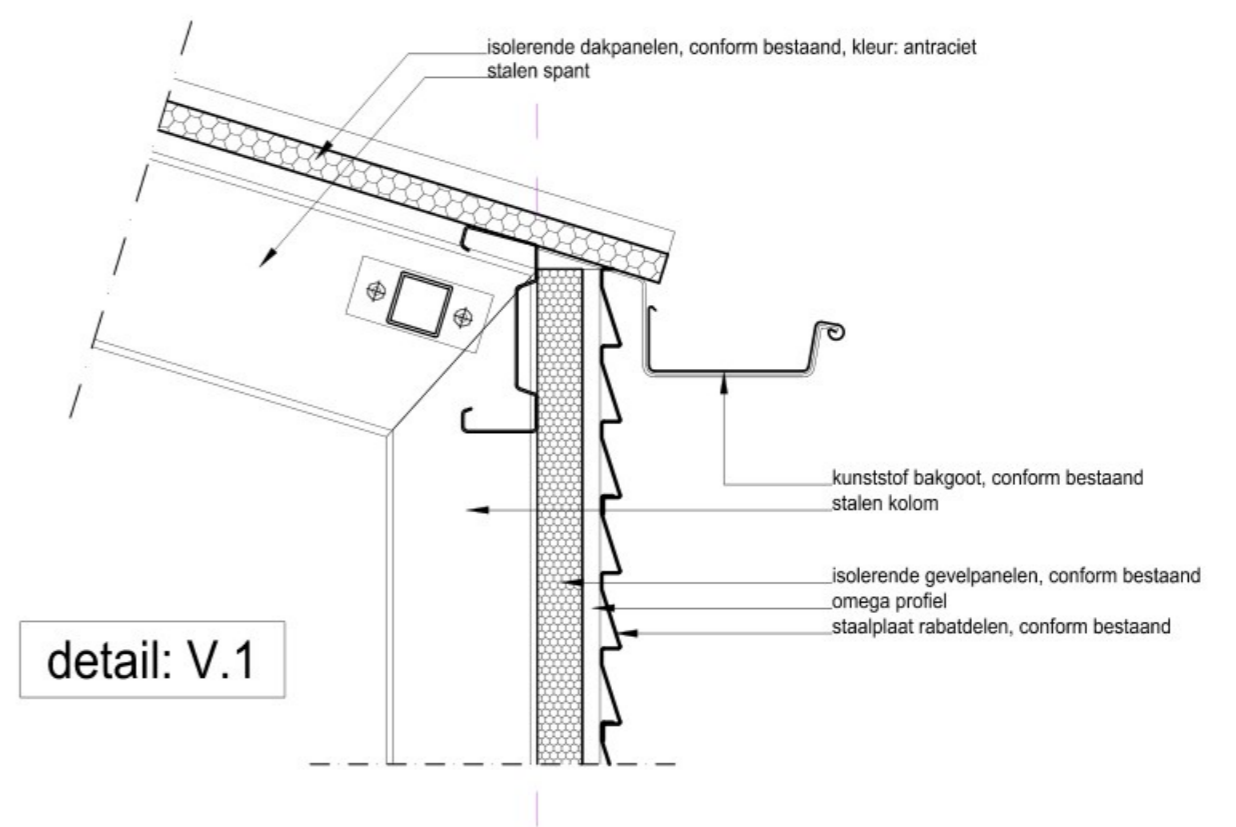 isolerende dakpanelen, conform bestaand, kleur: antraciet
stalen spant
kunststof bakgoot, conform bestaand
stalen kolom
isolerende gevelpanelen, conform bestaand
omega profiel
staalplaat rabatdelen, conform bestaand
detail: V.1